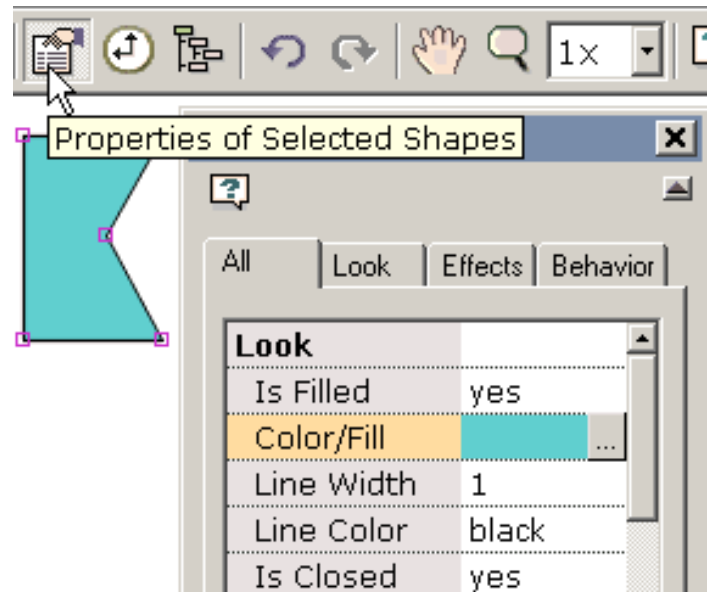 1x
Properties of Selected Shapes
All Look Effects Behavior
Look
Is Filled yes
Color/Fill ...
Line Width 1
Line Color black
Is Closed yes